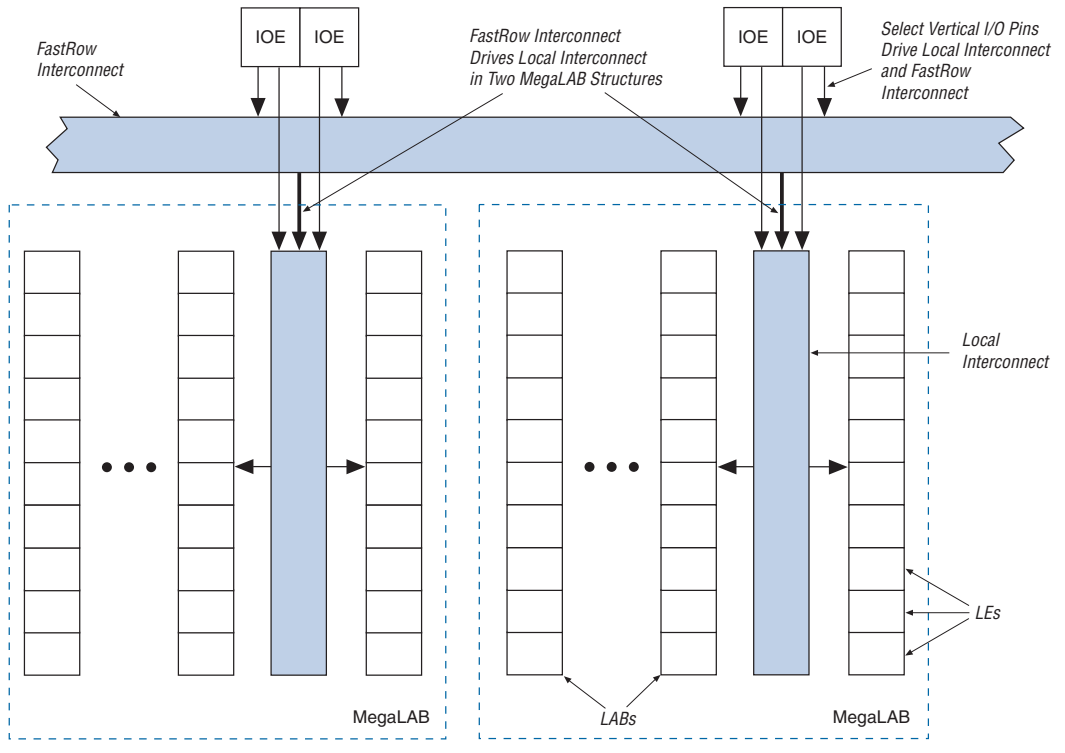 FastRow
Interconnect
IOE IOE
FastRow Interconnect
Drives Local Interconnect
in Two MegaLAB Structures
IOE IOE
Select Vertical I/O Pins
Drive Local Interconnect
and FastRow
Interconnect
Local
Interconnect
LEs
LABs
MegaLAB
MegaLAB